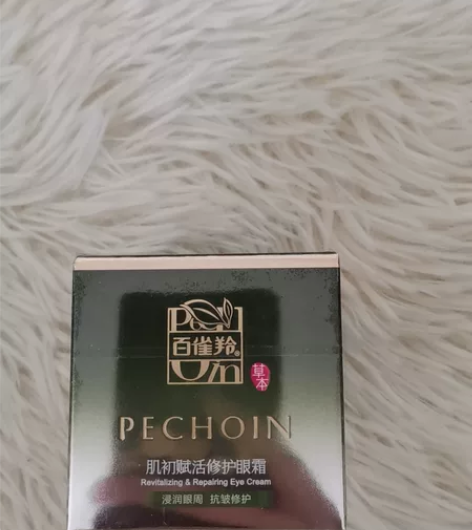 百雀羚
草本
PECHOIN
肌初赋活修护眼霜
Revitalizing & Repairing Eye Cream
浸润眼周 抗皱修护